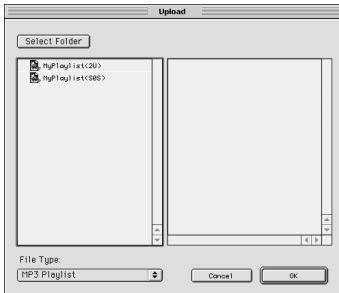 Upload
Select Folder
MyPlaylist<2U>
MyPlaylist<S0S>
File Type:
MP3 Playlist
Cancel
OK